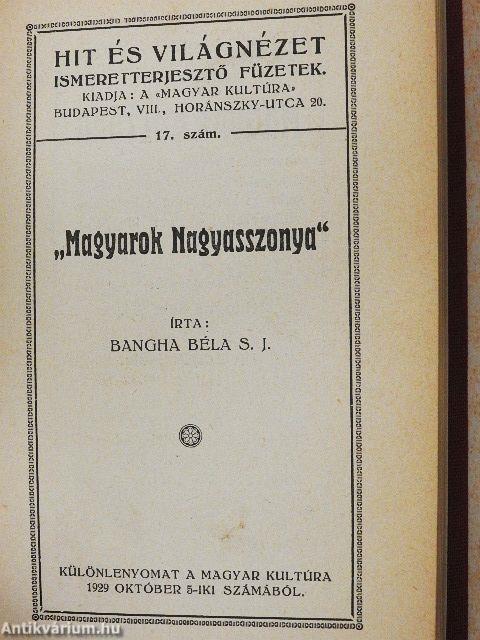 HIT ÉS VILÁGNÉZET
ISMERETTERJESZTŐ FÜZETEK.
KIADJA: A «MAGYAR KULTÚRA»
BUDAPEST, VIII., HORÁNSZKY-UTCA 20.
17. szám.
„Magyarok Nagyasszonya“
ÍRTA:
BANGHA BÉLA S. J.
KÜLÖNLENYOMAT A MAGYAR KULTÚRA
1929 OKTÓBER 5-IKI SZÁMÁBÓL.
Antikvárium.hu